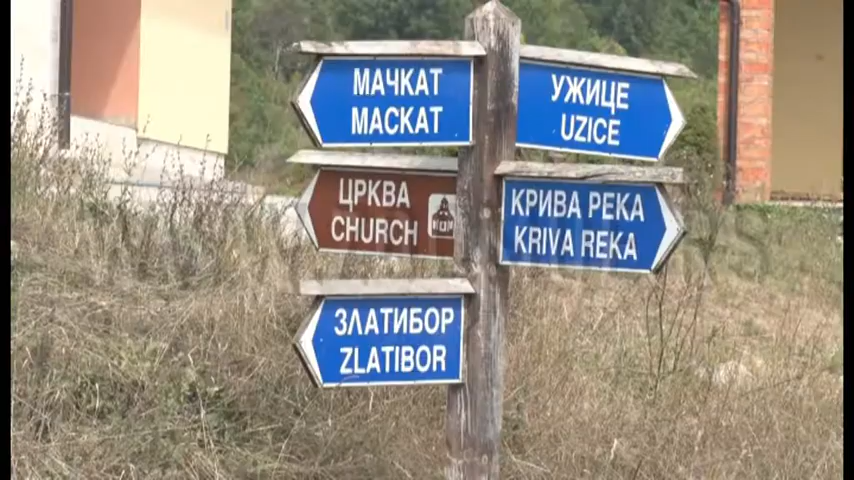 МАЧКАТ
MACKAT
УЖИЦЕ
UZICE
ЦРКВА
CHURCH
КРИВА РЕКА
KRIVA REKA
ЗЛАТИБОР
ZLATIBOR